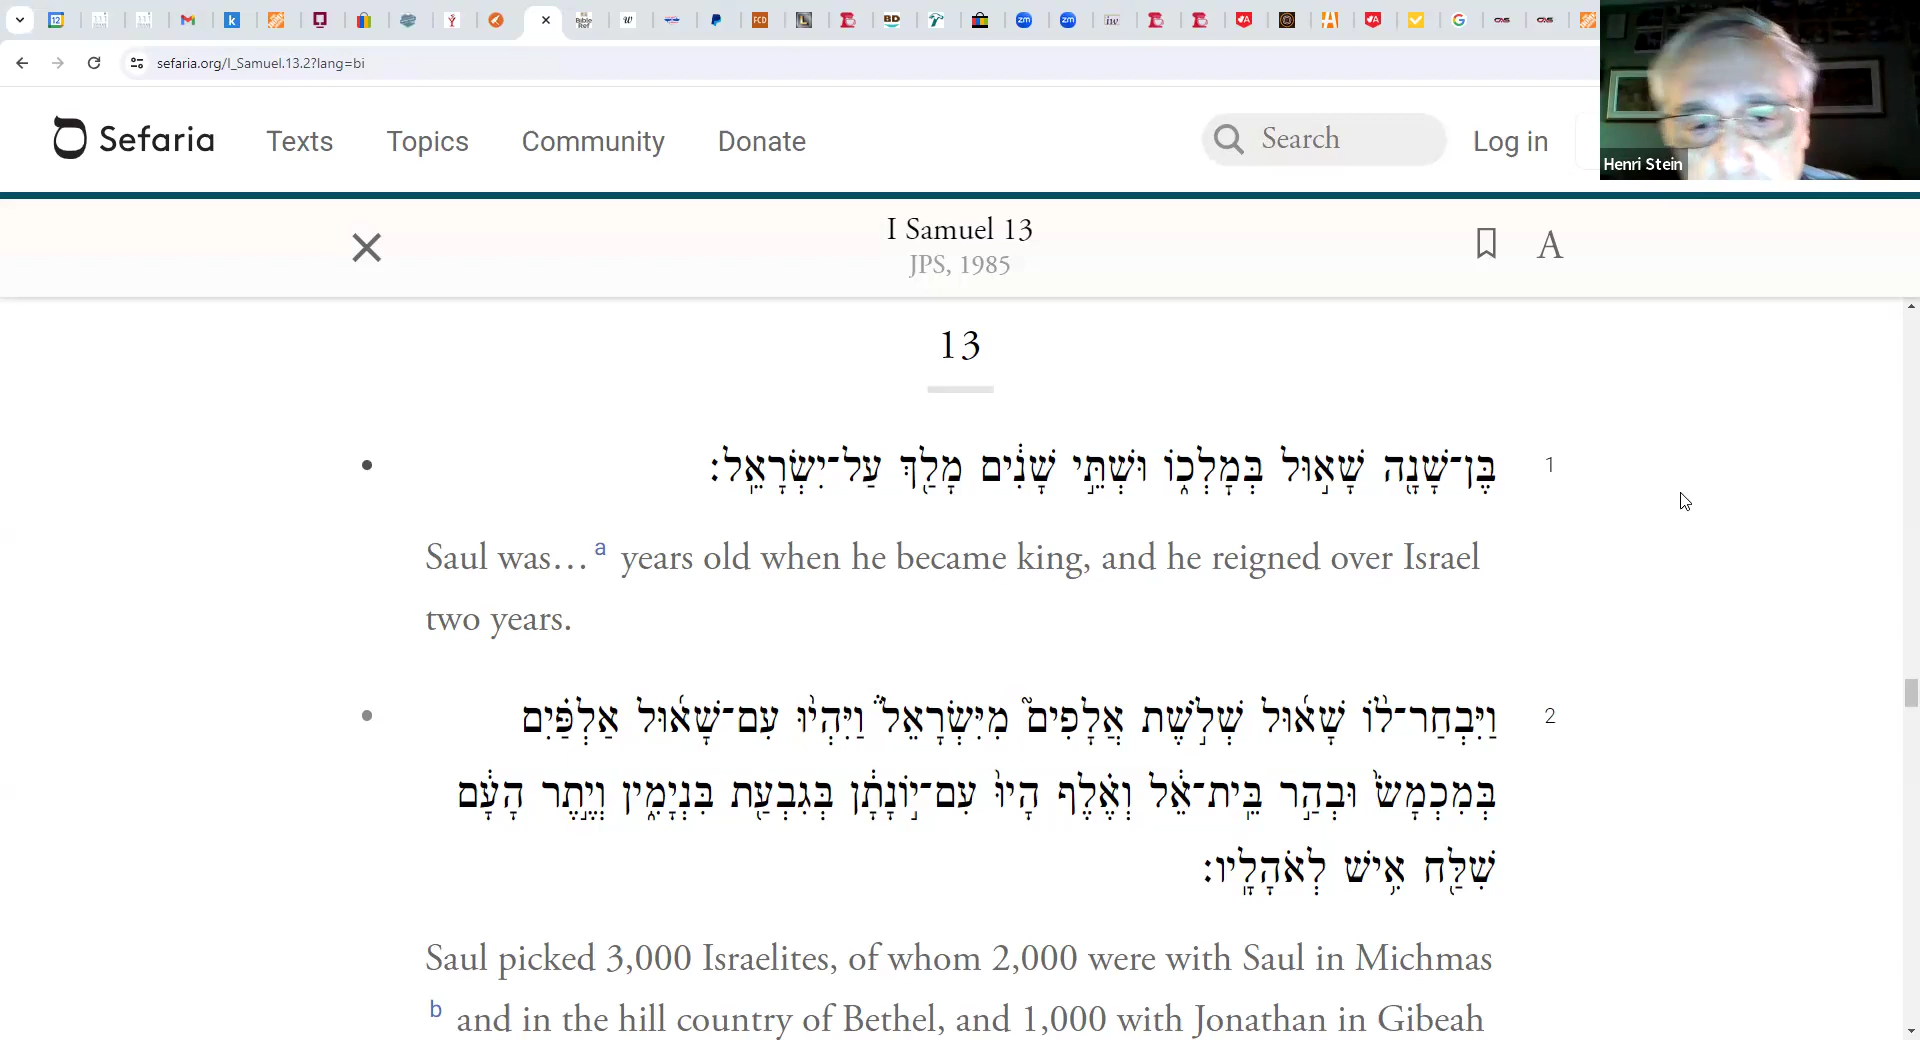 sefaria.org/I_Samuel.13.2?lang=bi
Sefaria Texts Topics Community Donate Search Log in
Henri Stein
I Samuel 13
JPS, 1985
13
1 בֶּן־שָׁנָ֖ה שָׁא֣וּל בְּמׇלְכ֑וֹ וּשְׁתֵּ֣י שָׁנִ֔ים מָלַ֖ךְ עַל־יִשְׂרָאֵֽל׃
Saul was… a years old when he became king, and he reigned over Israel
two years.
2 וַיִּבְחַר־ל֨וֹ שָׁא֜וּל שְׁלֹ֣שֶׁת אֲלָפִים֮ מִיִּשְׂרָאֵל֒ וַיִּהְי֨וּ עִם־שָׁא֜וּל אַלְפַּ֗יִם
בְּמִכְמָשׂ֙ וּבְהַ֣ר בֵּֽית־אֵ֔ל וְאֶ֗לֶף הָיוּ֙ עִם־י֣וֹנָתָ֔ן בְּגִבְעַ֖ת בִּנְיָמִ֑ין וְיֶ֣תֶר הָעָ֔ם
שִׁלַּ֖ח אִ֥ישׁ לְאֹהָלָֽיו׃
Saul picked 3,000 Israelites, of whom 2,000 were with Saul in Michmas
b and in the hill country of Bethel, and 1,000 with Jonathan in Gibeah